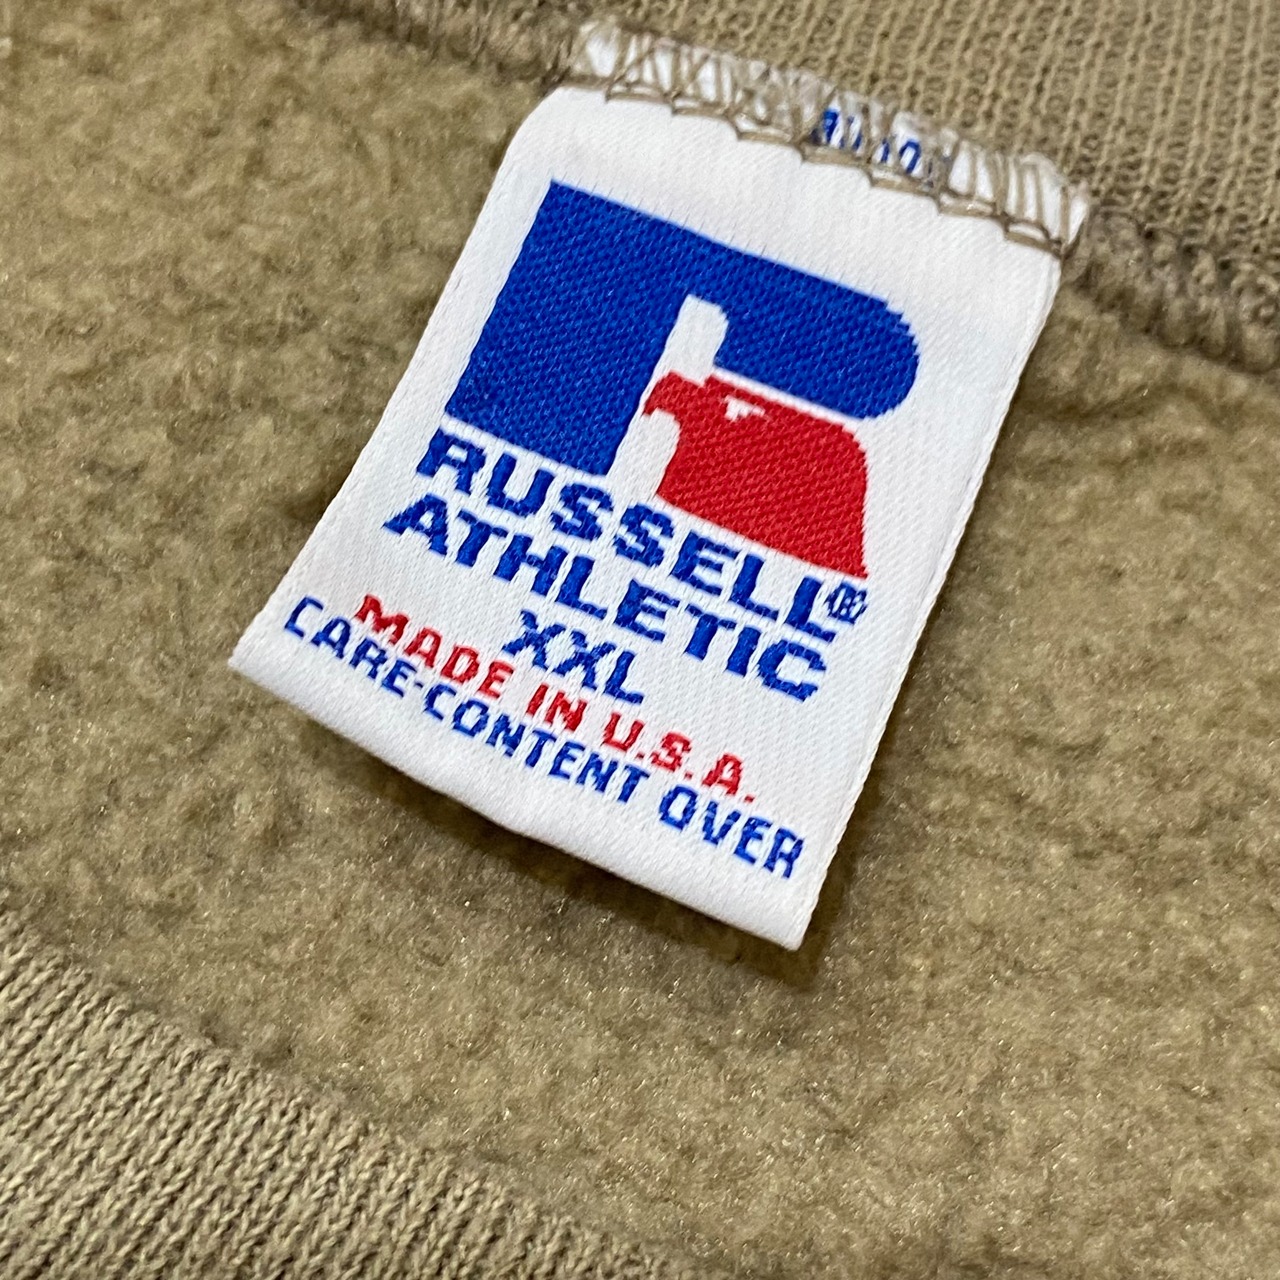 RUSSELL®
ATHLETIC
XXL
MADE IN U.S.A.
CARE-CONTENT OVER